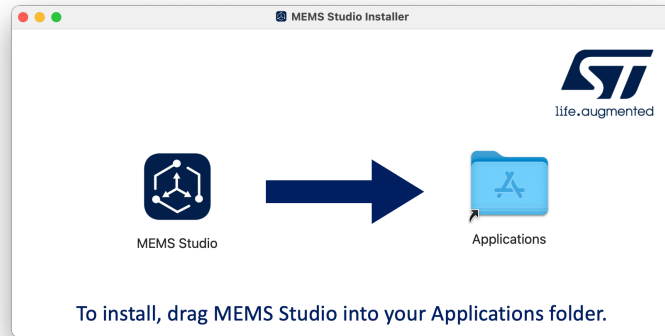 MEMS Studio Installer
ST
life.augmented
MEMS Studio
Applications
To install, drag MEMS Studio into your Applications folder.